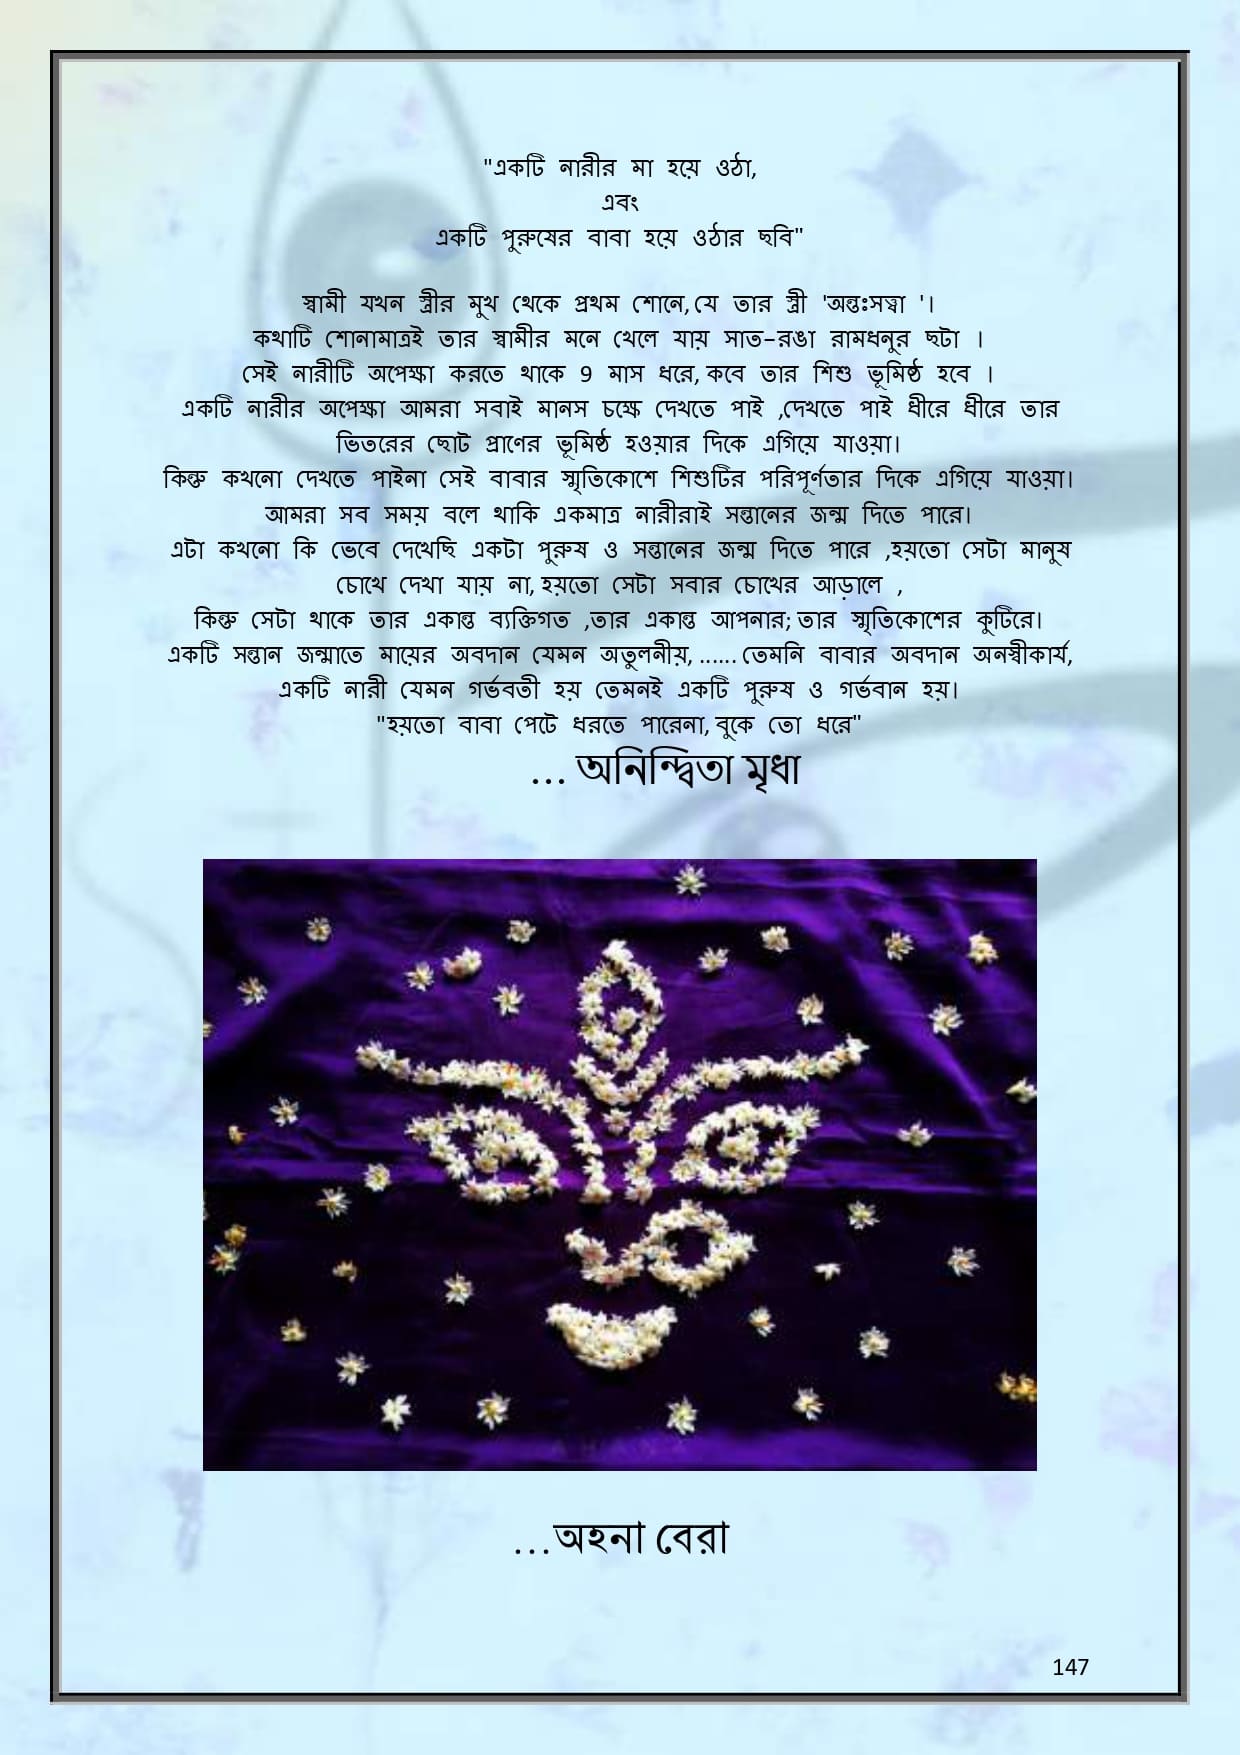 "একটি নারীর মা হয়ে ওঠা,
এবং
একটি পুরুষের বাবা হয়ে ওঠার ছবি"
স্বামী যখন স্ত্রীর মুখ থেকে প্রথম শোনে, যে তার স্ত্রী 'অন্তঃসত্ত্বা '।
কথাটি শোনামাত্রই তার স্বামীর মনে খেলে যায় সাত–রঙা রামধনুর ছটা ।
সেই নারীটি অপেক্ষা করতে থাকে 9 মাস ধরে, কবে তার শিশু ভূমিষ্ঠ হবে ।
একটি নারীর অপেক্ষা আমরা সবাই মানস চক্ষে দেখতে পাই ,দেখতে পাই ধীরে ধীরে তার
ভিতরের ছোট প্রাণের ভূমিষ্ঠ হওয়ার দিকে এগিয়ে যাওয়া।
কিন্তু কখনো দেখতে পাইনা সেই বাবার স্মৃতিকোশে শিশুটির পরিপূর্ণতার দিকে এগিয়ে যাওয়া।
আমরা সব সময় বলে থাকি একমাত্র নারীরাই সন্তানের জন্ম দিতে পারে।
এটা কখনো কি ভেবে দেখেছি একটা পুরুষ ও সন্তানের জন্ম দিতে পারে ,হয়তো সেটা মানুষ
চোখে দেখা যায় না, হয়তো সেটা সবার চোখের আড়ালে ,
কিন্তু সেটা থাকে তার একান্ত ব্যক্তিগত ,তার একান্ত আপনার; তার স্মৃতিকোশের কুটিরে।
একটি সন্তান জন্মাতে মায়ের অবদান যেমন অতুলনীয়, ...... তেমনি বাবার অবদান অনস্বীকার্য,
একটি নারী যেমন গর্ভবতী হয় তেমনই একটি পুরুষ ও গর্ভবান হয়।
"হয়তো বাবা পেটে ধরতে পারেনা, বুকে তো ধরে"
... অনিন্দ্বিতা মৃধা
AHANA
...অহনা বেরা
147